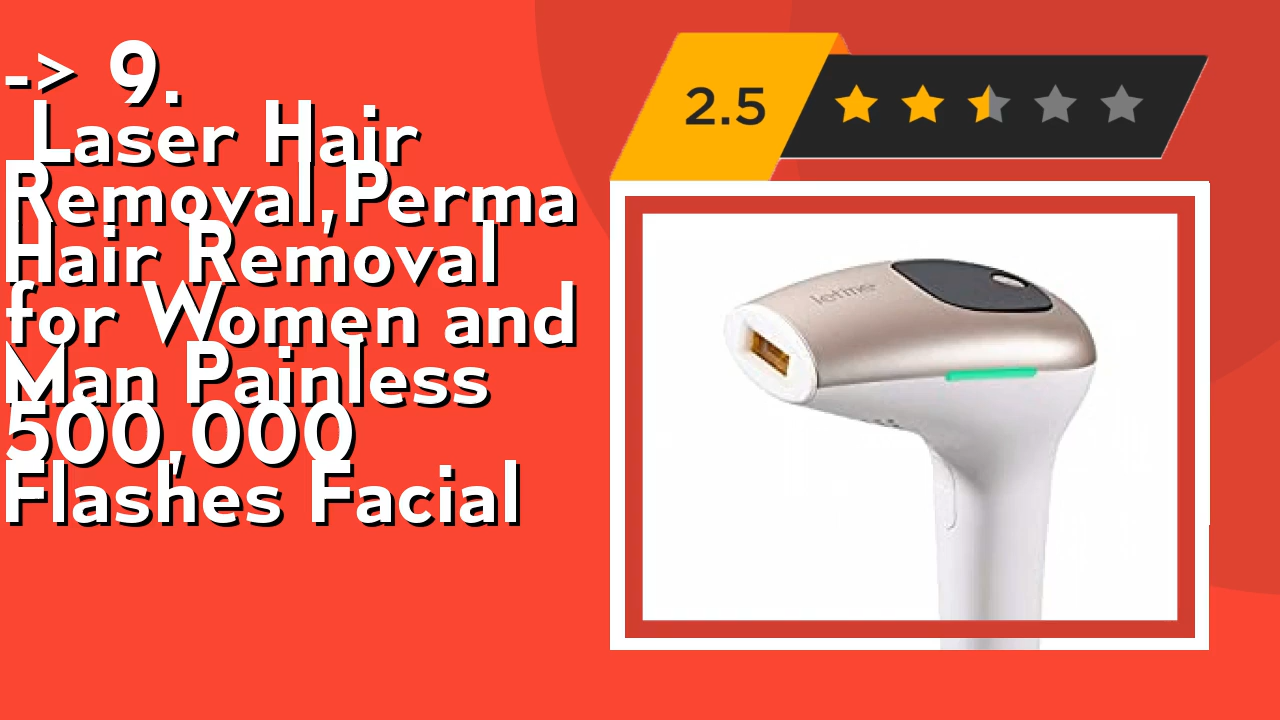 -> 9.
Laser Hair
Removal,Perma
Hair Removal
for Women and
Man Painless
500,000
Flashes Facial
2.5